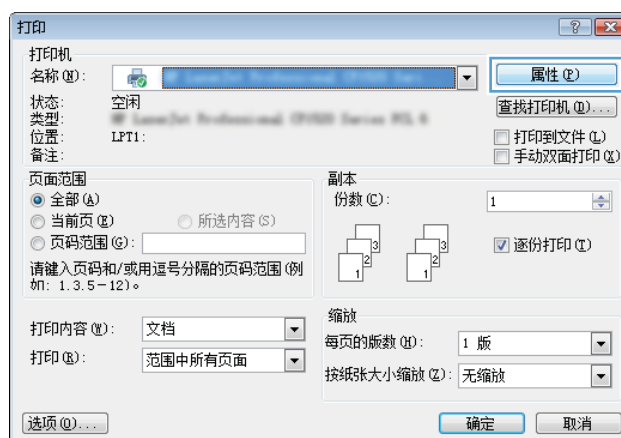 打印
打印机
名称(N):
属性(P)
状态: 空闲
类型:
查找打印机(D)...
位置: LPT1:
打印到文件(L)
备注:
手动双面打印(X)
页面范围
全部(A)
当前页(E) 所选内容(S)
页码范围(G):
请键入页码和/或用逗号分隔的页码范围(例
如: 1.3.5-12)。
副本
份数(C): 1
3
2
1
3
2
1
逐份打印(T)
打印内容(W): 文档
打印(R): 范围中所有页面
缩放
每页的版数(H): 1 版
按纸张大小缩放(Z): 无缩放
选项(O)...
确定
取消